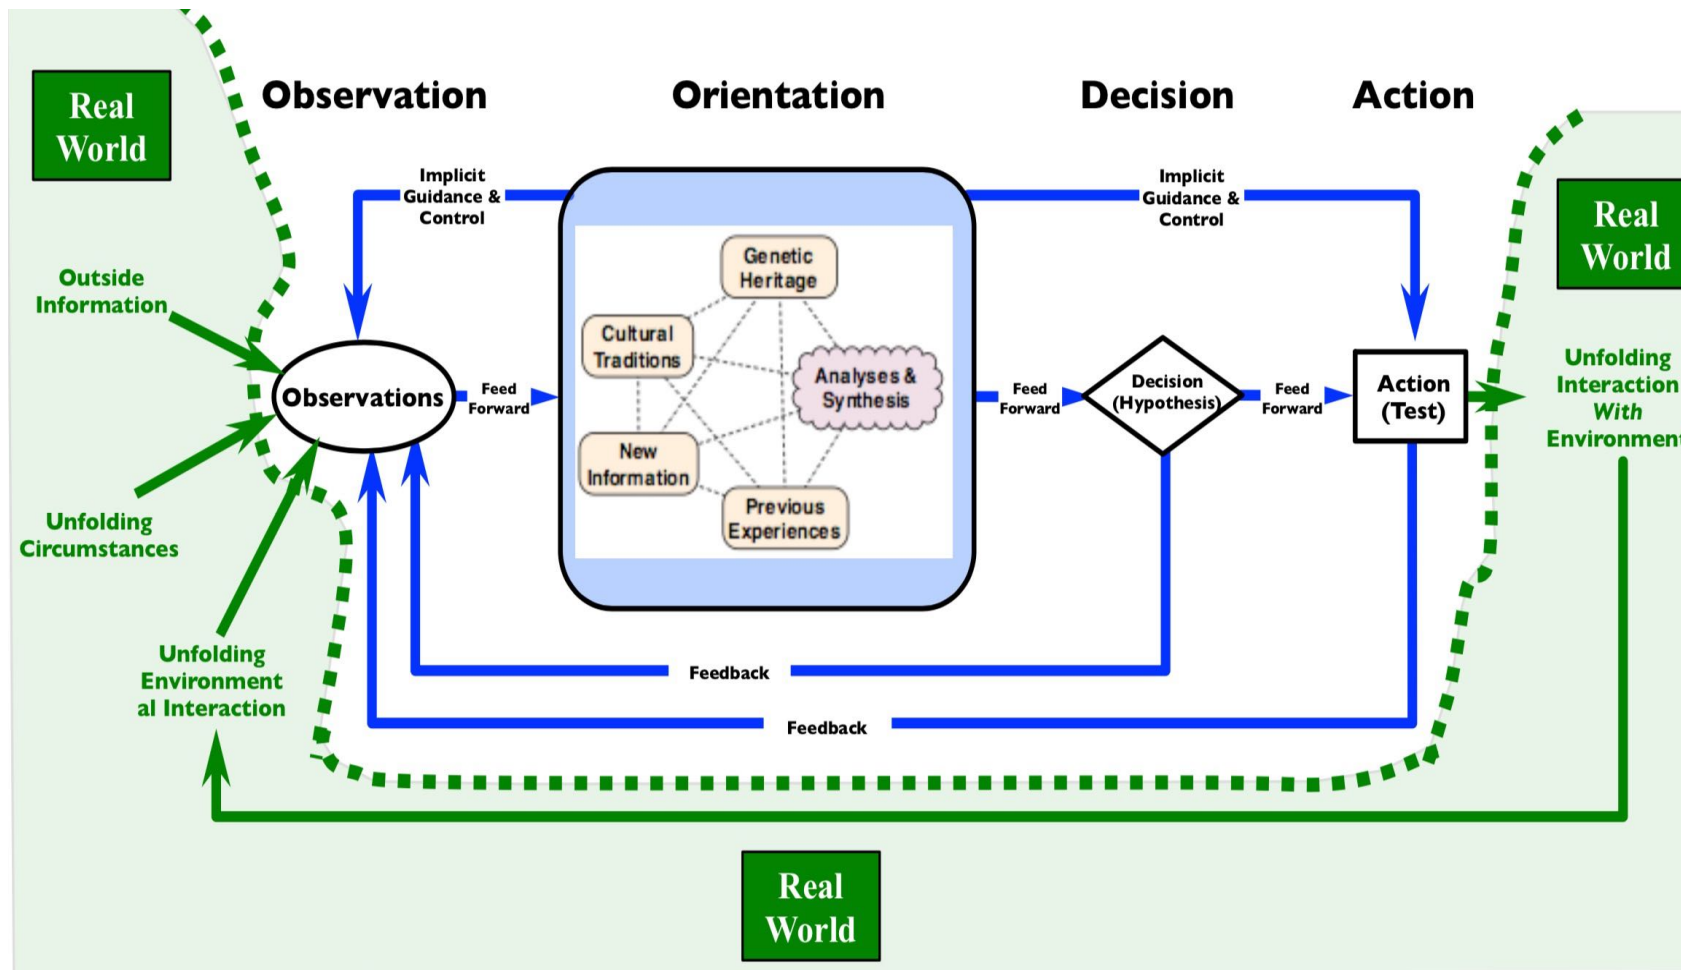 Observation
Orientation
Decision
Action
Real
World
Real
World
Implicit
Guidance &
Control
Implicit
Guidance &
Control
Outside
Information
Genetic
Heritage
Cultural
Traditions
Analyses &
Synthesis
New
Information
Previous
Experiences
Observations
Feed
Forward
Feed
Forward
Decision
(Hypothesis)
Feed
Forward
Action
(Test)
Unfolding
Interaction
With
Environment
Unfolding
Circumstances
Unfolding
Environment
al Interaction
Feedback
Feedback
Real
World